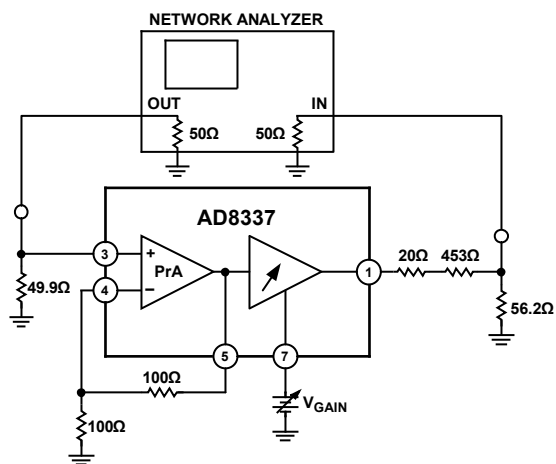 NETWORK ANALYZER
OUT
IN
50Ω
50Ω
AD8337
49.9Ω
3
+
PrA
4
−
1
20Ω
453Ω
56.2Ω
5
7
100Ω
VGAIN
100Ω